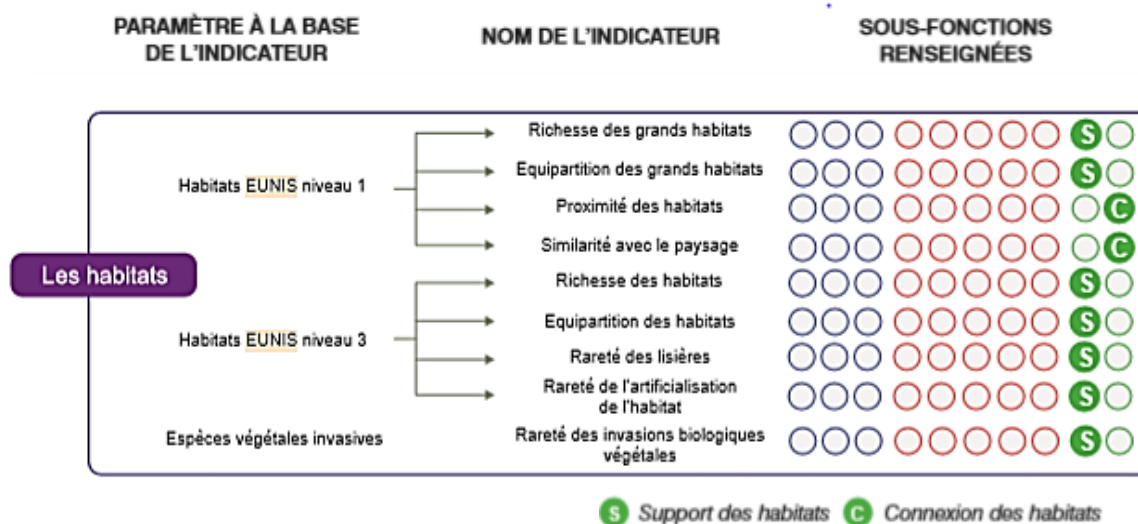 PARAMÈTRE À LA BASE
DE L'INDICATEUR
NOM DE L'INDICATEUR
SOUS-FONCTIONS
RENSEIGNÉES
Les habitats
Habitats EUNIS niveau 1
Richesse des grands habitats
S
Equipartition des grands habitats
S
Proximité des habitats
C
Similarité avec le paysage
C
Habitats EUNIS niveau 3
Richesse des habitats
S
Equipartition des habitats
S
Rareté des lisières
S
Rareté de l'artificialisation
de l'habitat
S
Espèces végétales invasives
Rareté des invasions biologiques
végétales
S
S Support des habitats C Connexion des habitats